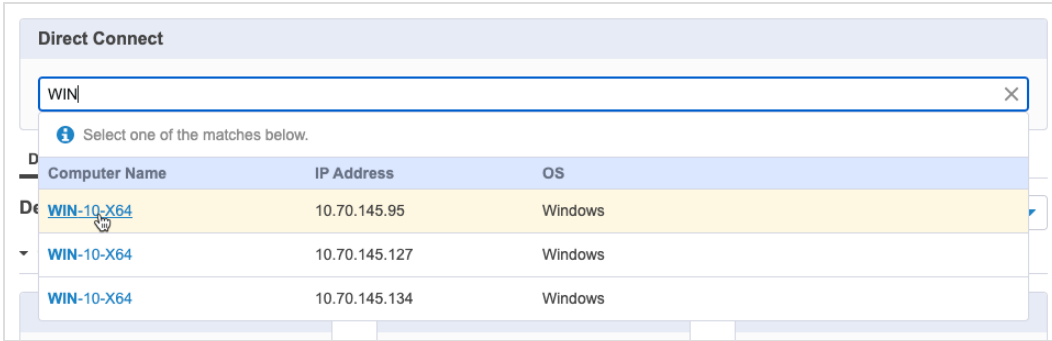 Direct Connect
WIN
Select one of the matches below.
Computer Name IP Address OS
WIN-10-X64 10.70.145.95 Windows
WIN-10-X64 10.70.145.127 Windows
WIN-10-X64 10.70.145.134 Windows